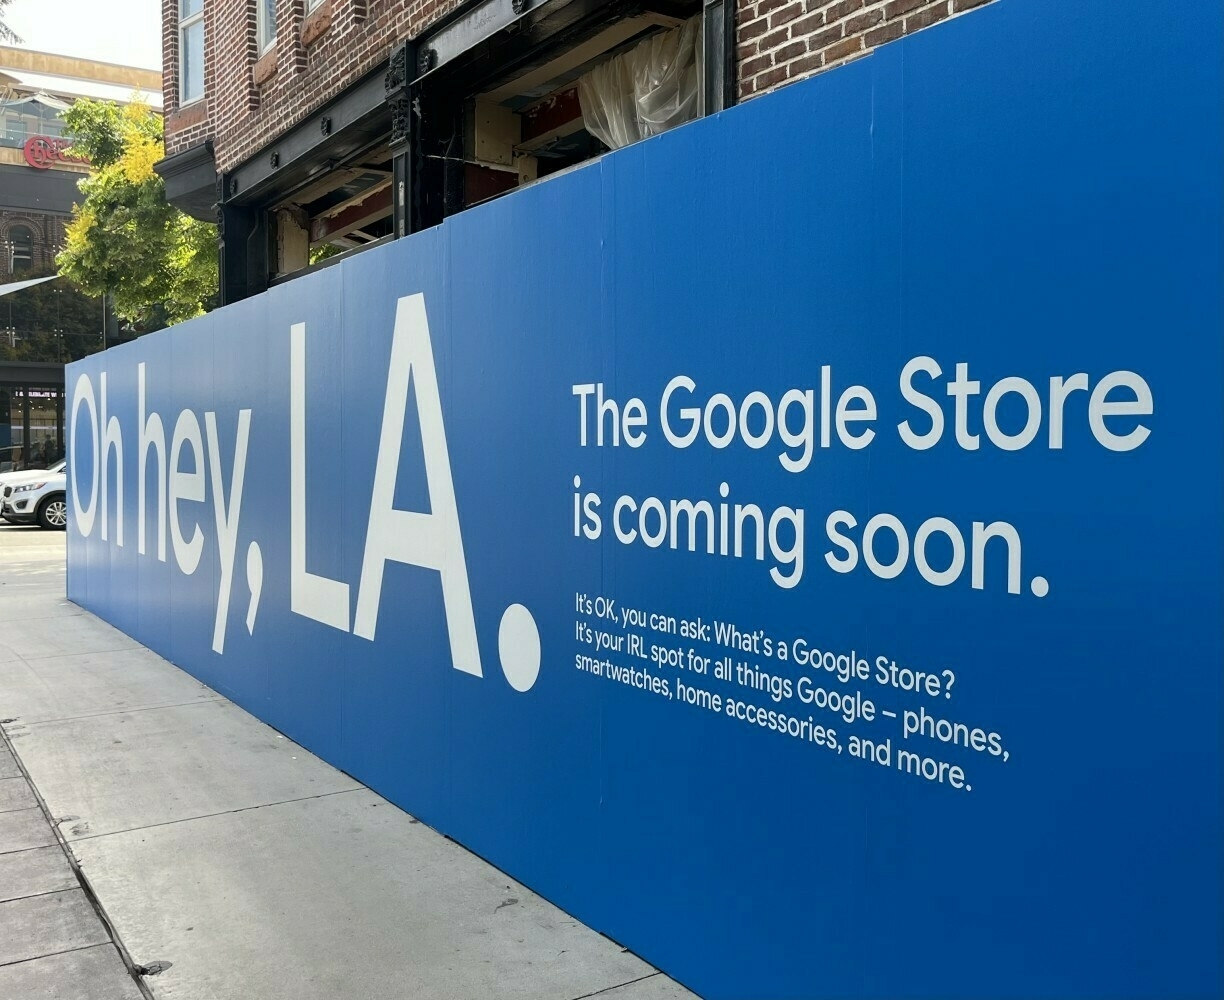 Oh hey, LA.
The Google Store
is coming soon.
It's OK, you can ask: What's a Google Store?
It's your IRL spot for all things Google – phones,
smartwatches, home accessories, and more.